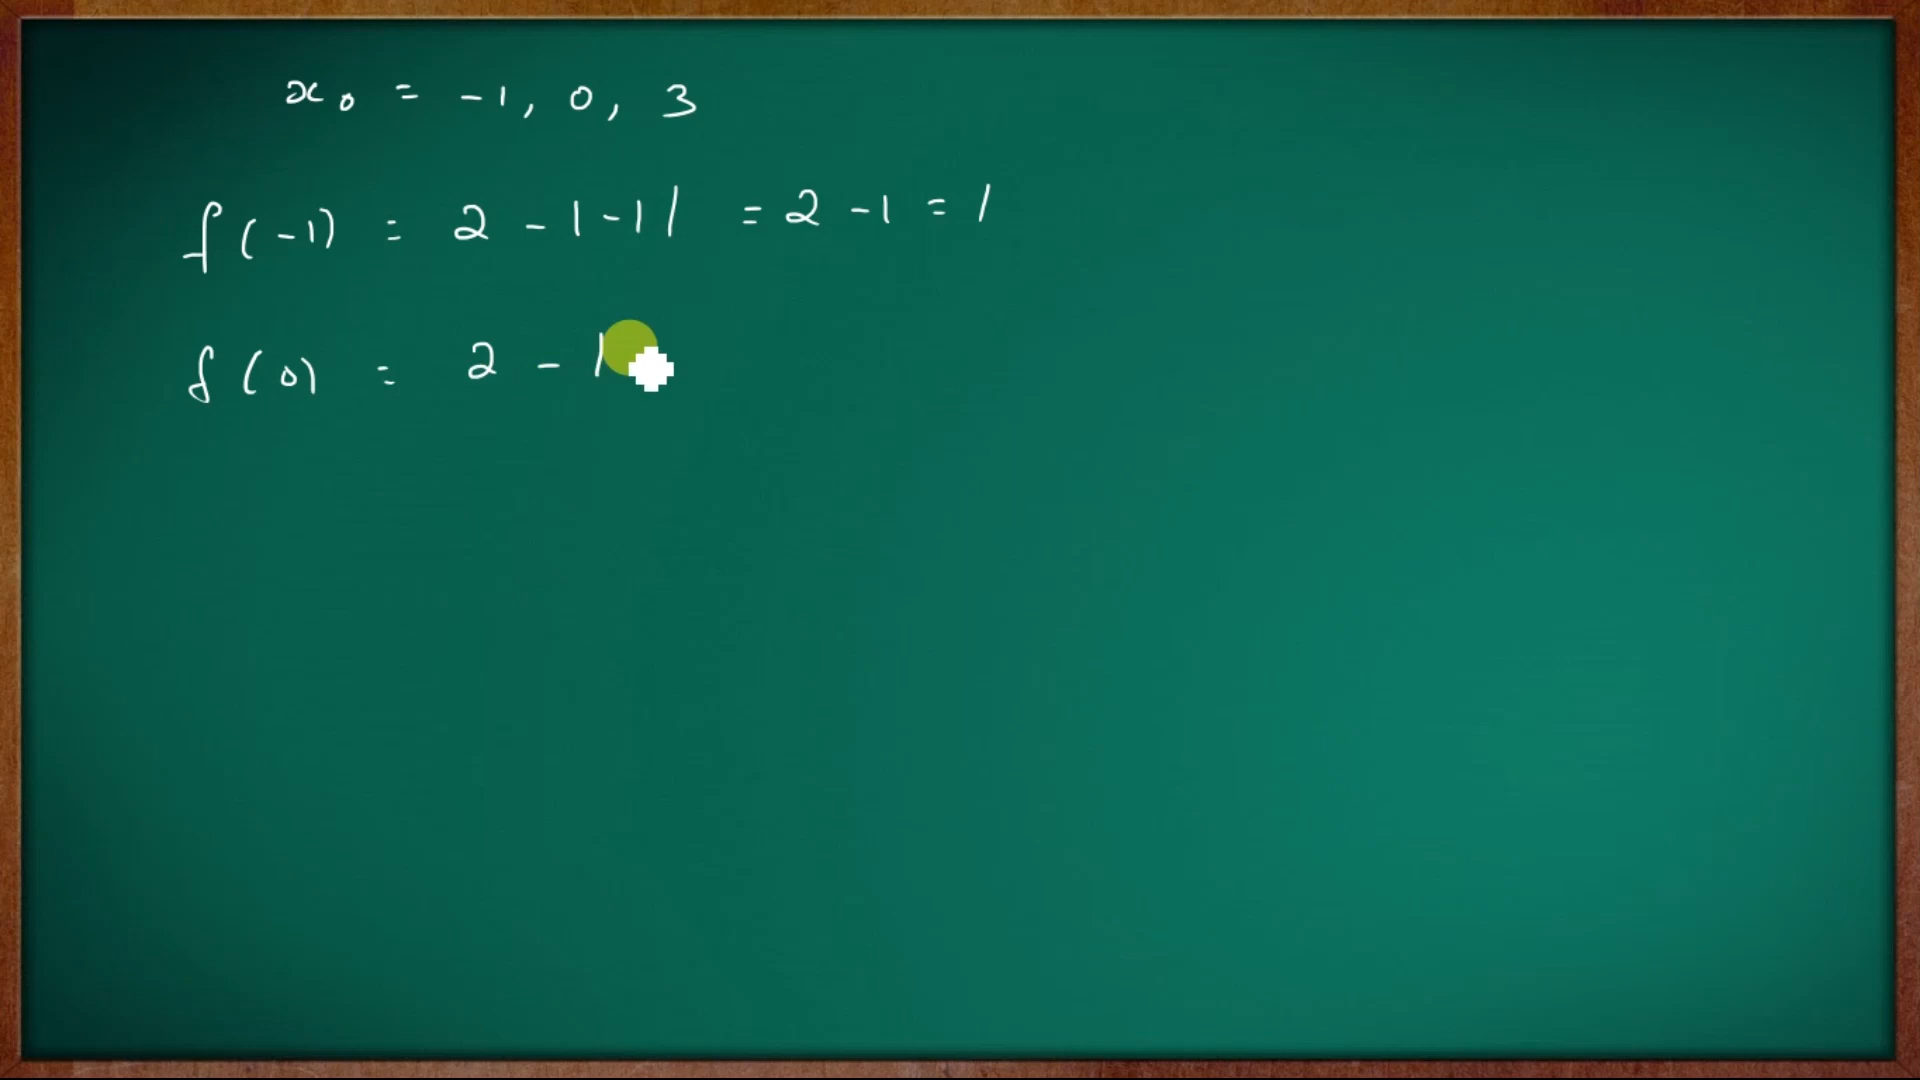 x₀ = -1, 0, 3
f(-1) = 2 - |-1| = 2 - 1 = 1
f(0) = 2 - |